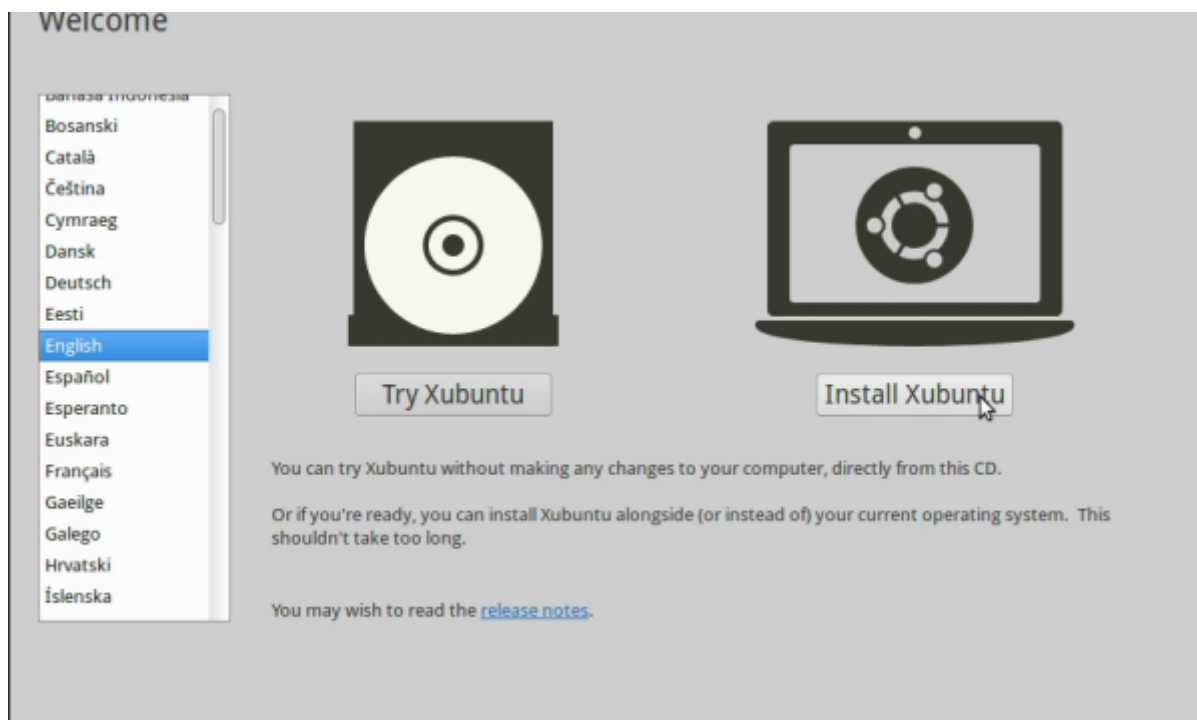 Welcome
Bahasa Indonesia
Bosanski
Català
Čeština
Cymraeg
Dansk
Deutsch
Eesti
English
Español
Esperanto
Euskara
Français
Gaeilge
Galego
Hrvatski
Íslenska
Try Xubuntu
Install Xubuntu
You can try Xubuntu without making any changes to your computer, directly from this CD.
Or if you're ready, you can install Xubuntu alongside (or instead of) your current operating system. This
shouldn't take too long.
You may wish to read the release notes.